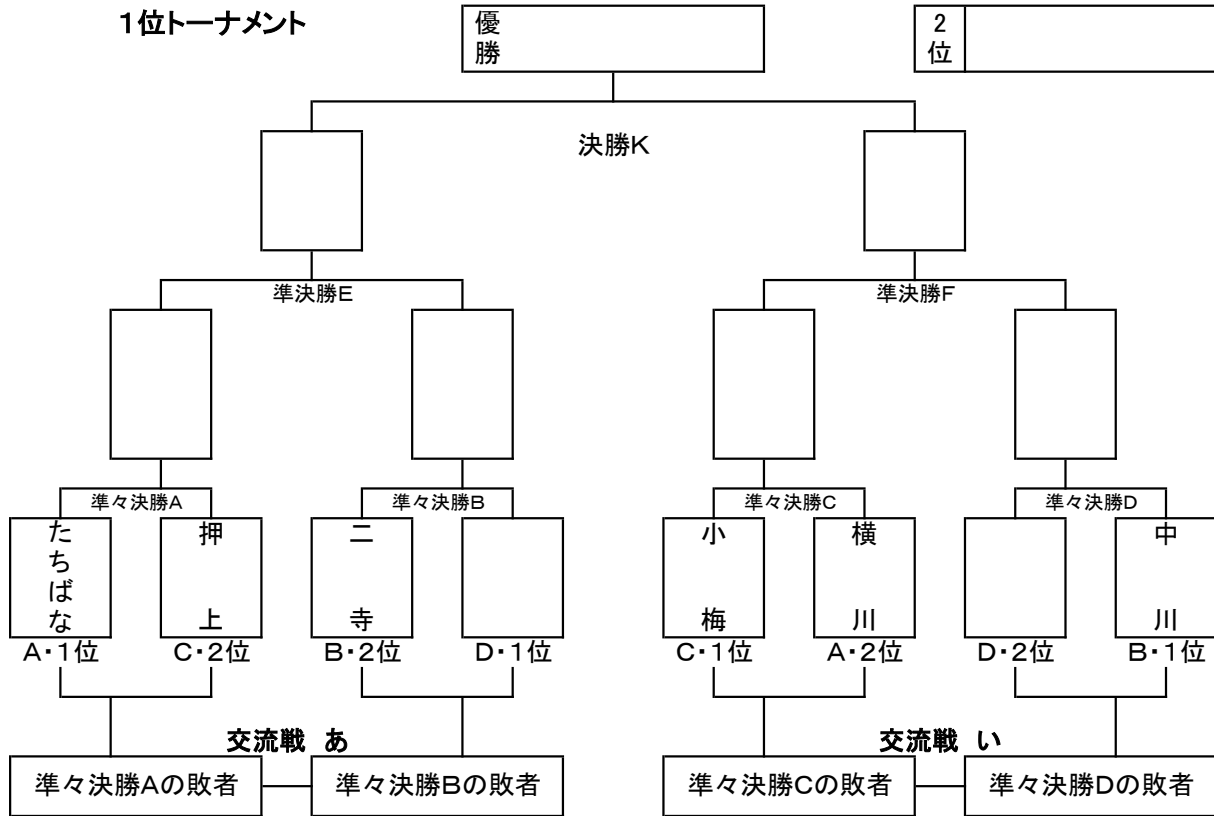 1位トーナメント
優勝
2位
決勝K
準決勝E
準決勝F
準々決勝A
準々決勝B
準々決勝C
準々決勝D
たちばな
押上
二寺
小梅
横川
中川
A・1位
C・2位
B・2位
D・1位
C・1位
A・2位
D・2位
B・1位
交流戦 あ
交流戦 い
準々決勝Aの敗者
準々決勝Bの敗者
準々決勝Cの敗者
準々決勝Dの敗者